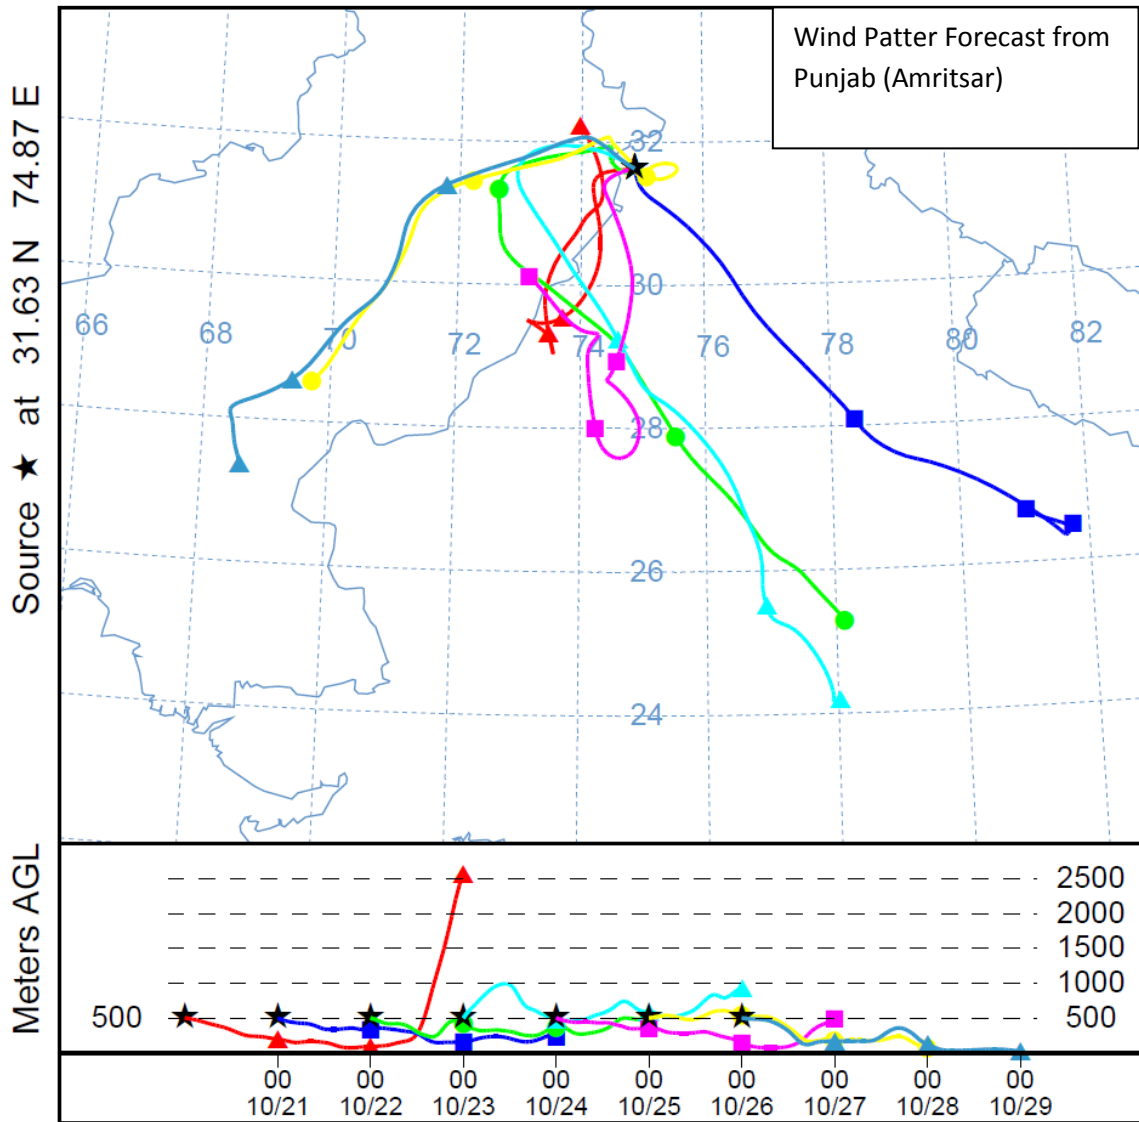 Wind Patter Forecast from
Punjab (Amritsar)
Source ★ at 31.63 N 74.87 E
32
30
66 68 70 72 74 76 78 80 82
28
26
24
Meters AGL
2500
2000
1500
1000
500 500
00 00 00 00 00 00 00 00 00
10/21 10/22 10/23 10/24 10/25 10/26 10/27 10/28 10/29